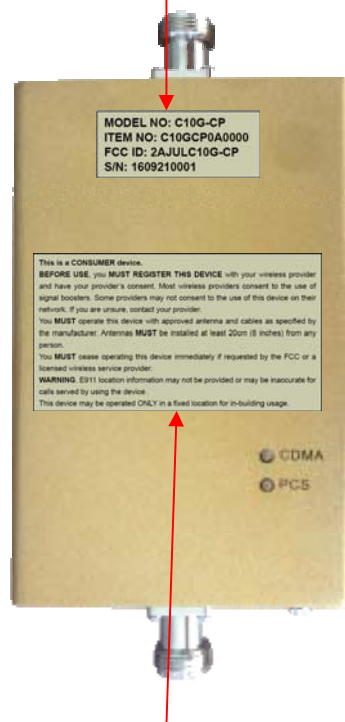 MODEL NO: C10G-CP
ITEM NO: C10GCP0A0000
FCC ID: 2AJULC10G-CP
S/N: 1609210001
This is a CONSUMER device.
BEFORE USE, you MUST REGISTER THIS DEVICE with your wireless provider
and have your provider's consent. Most wireless providers consent to the use of
signal boosters. Some providers may not consent to the use of this device on their
network. If you are unsure, contact your provider.
You MUST operate this device with approved antenna and cables as specified by
the manufacturer. Antennas MUST be installed at least 20cm (8 inches) from any
person.
You MUST cease operating this device immediately if requested by the FCC or a
licensed wireless service provider.
WARNING. E911 location information may not be provided or may be inaccurate for
calls served by using the device.
This device may be operated ONLY in a fixed location for in-building usage.
CDMA
PCS